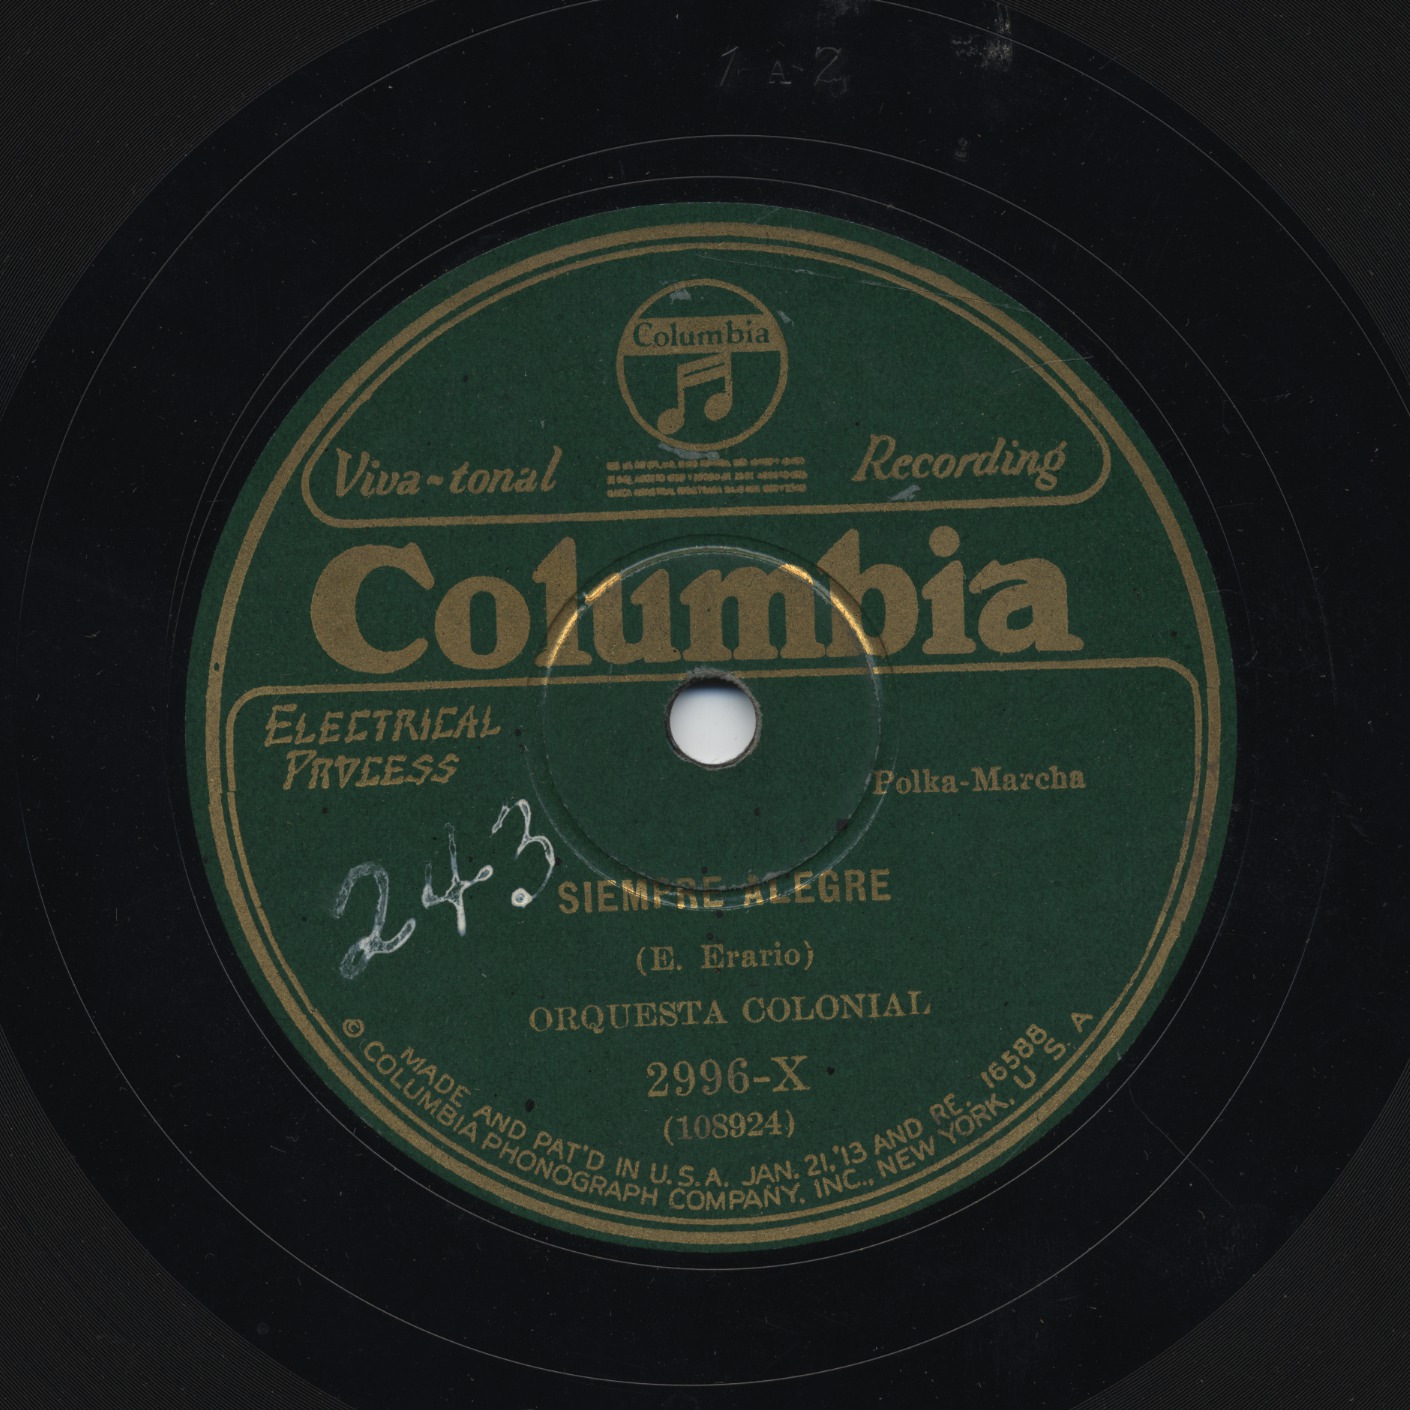 1-A-2
Columbia
Viva-tonal Recording
Columbia
ELECTRICAL
PROCESS
Polka-Marcha
243
SIEMPRE ALEGRE
(E. Erario)
ORQUESTA COLONIAL
2996-X
(108924)
MADE AND PAT'D IN U.S.A. JAN. 21,'13 AND RE. 16588
© COLUMBIA PHONOGRAPH COMPANY, INC., NEW YORK, U.S.A